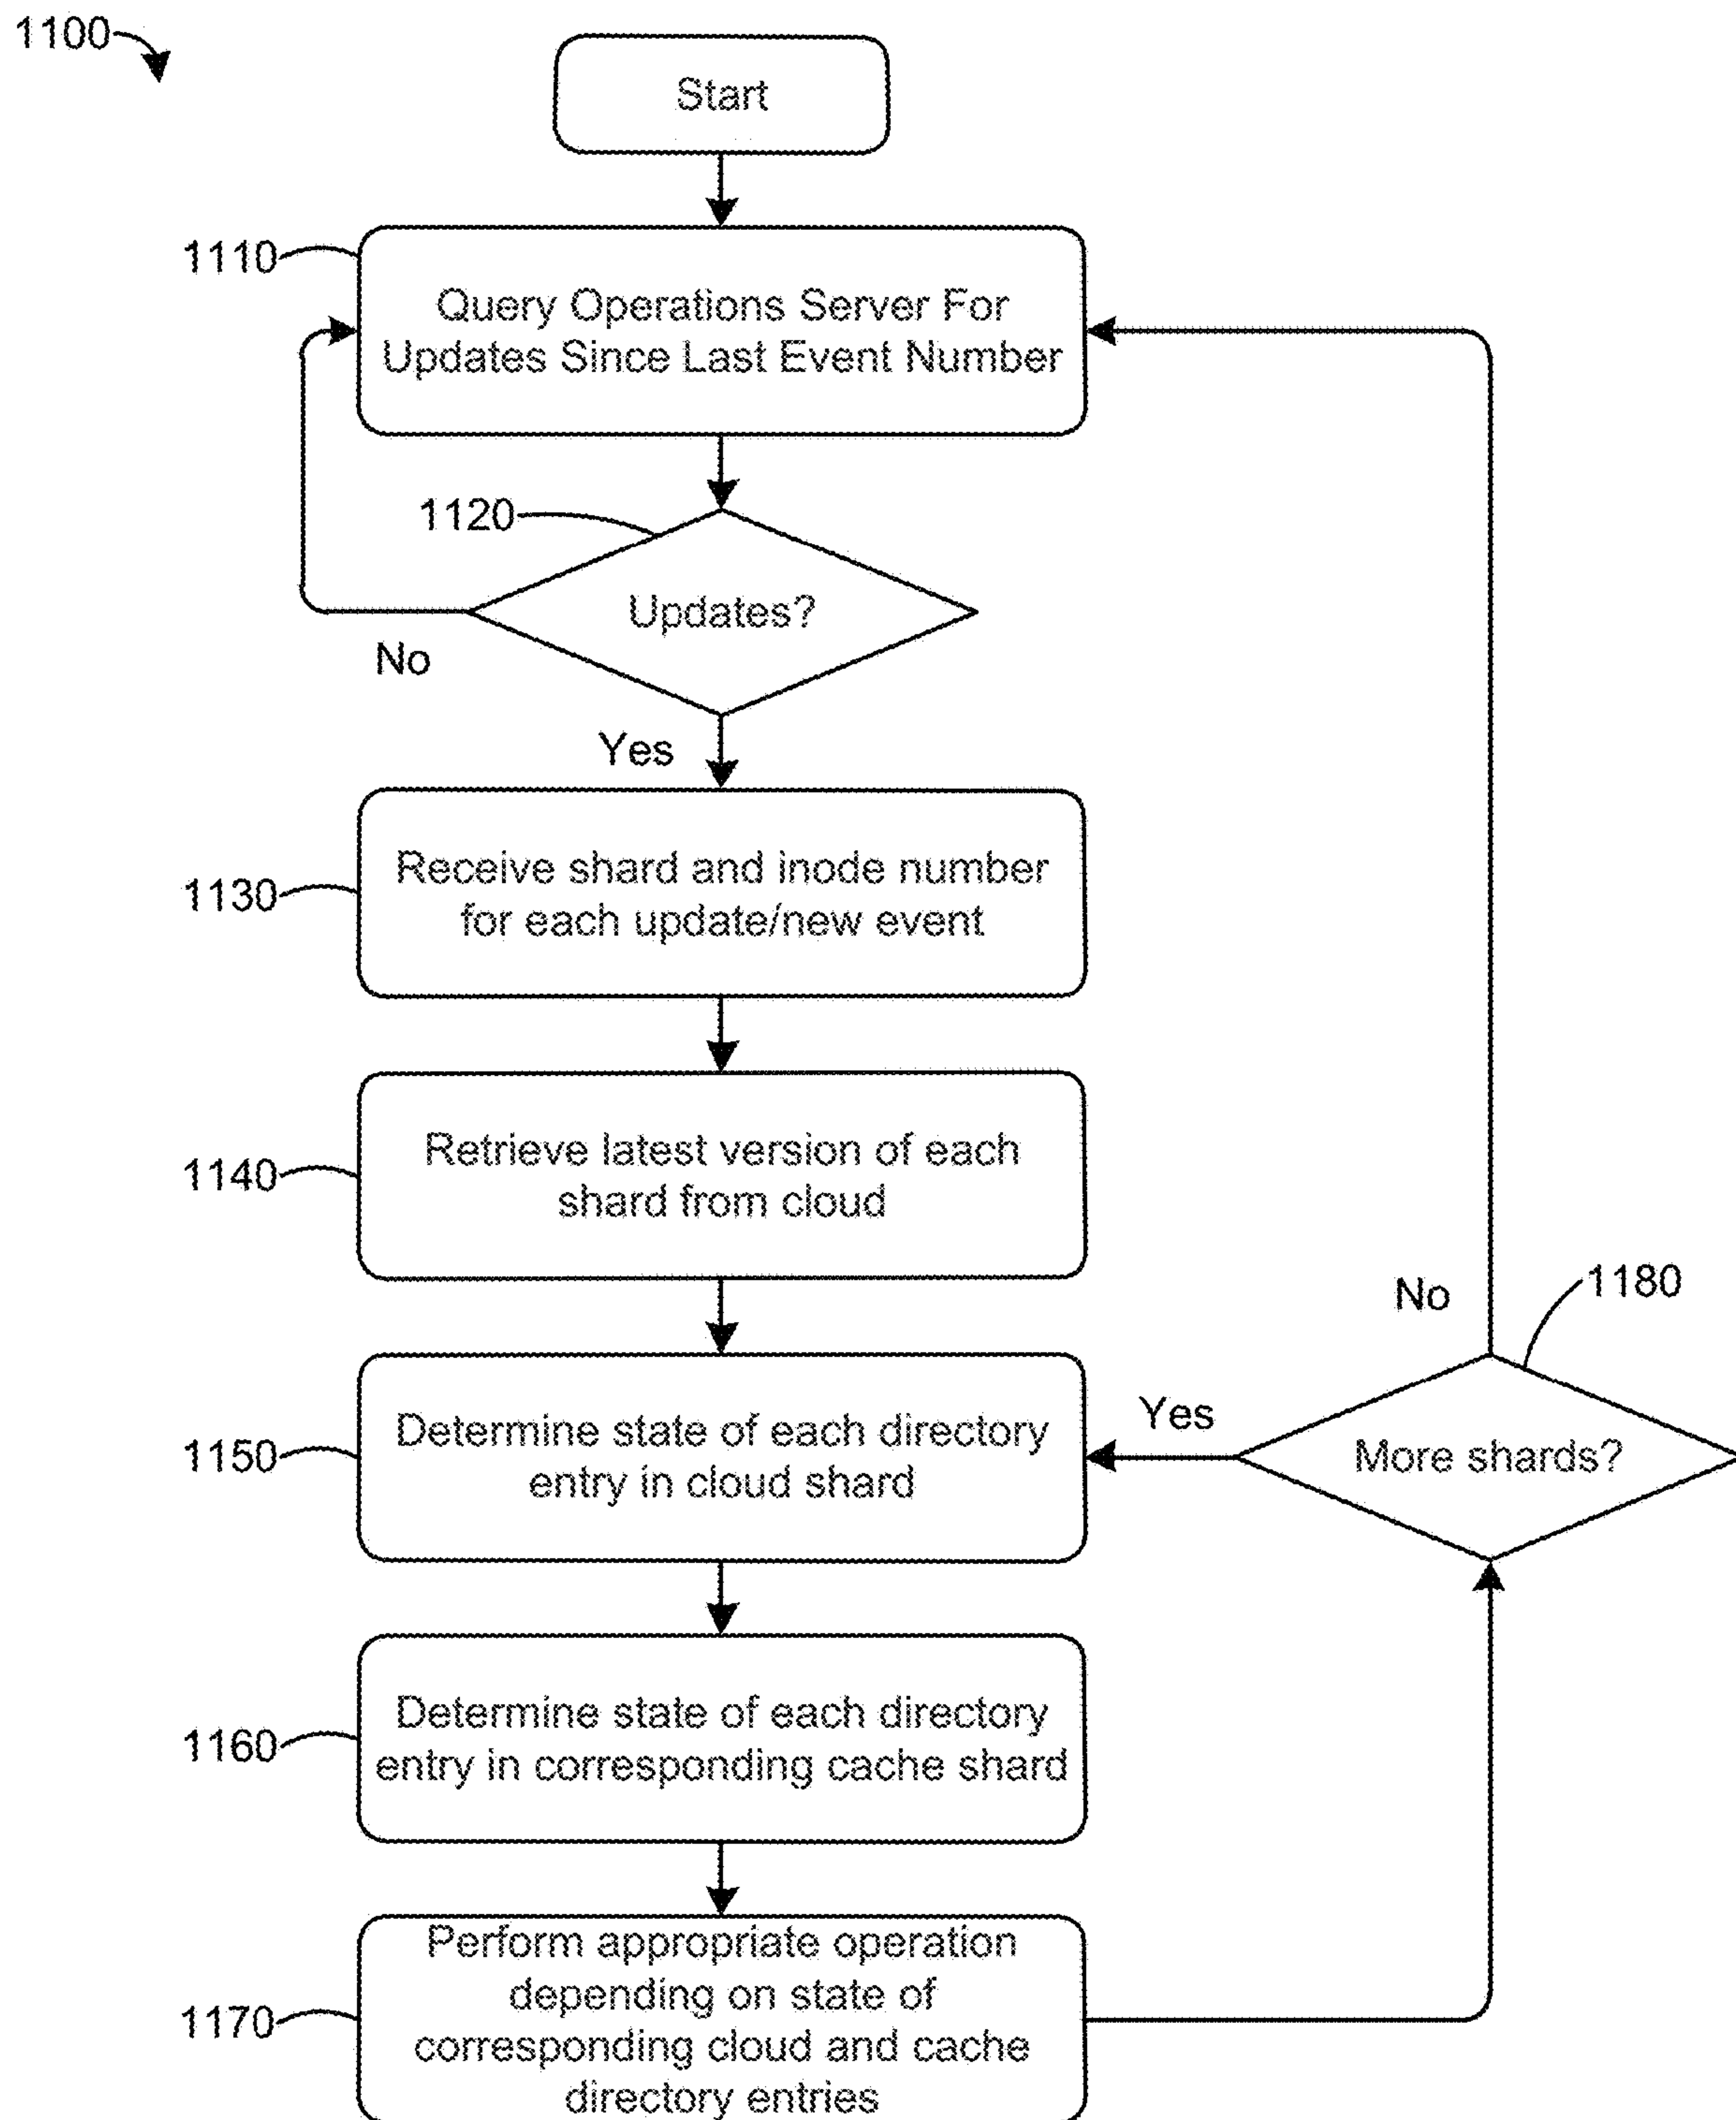 1100
Start
1110
Query Operations Server For
Updates Since Last Event Number
1120
Updates?
No
Yes
1130
Receive shard and inode number
for each update/new event
1140
Retrieve latest version of each
shard from cloud
No
1180
1150
Determine state of each directory
entry in cloud shard
Yes
More shards?
1160
Determine state of each directory
entry in corresponding cache shard
1170
Perform appropriate operation
depending on state of
corresponding cloud and cache
directory entries